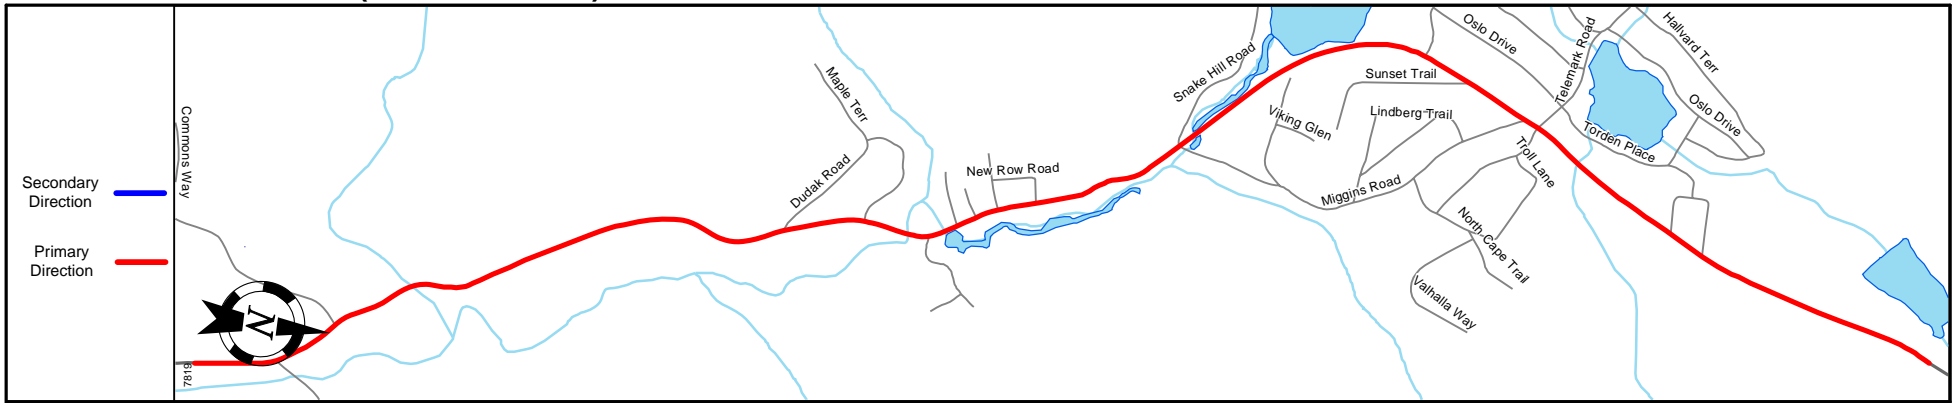 Secondary
Direction
Primary
Direction
Commons Way
7819
N
Maple Terr
Dudak Road
New Row Road
Snake Hill Road
Viking Glen
Sunset Trail
Lindberg Trail
Miggins Road
Oslo Drive
Telemark Road
Hallvard Terr
Oslo Drive
Torden Place
Troll Lane
North Cape Trail
Valhalla Way